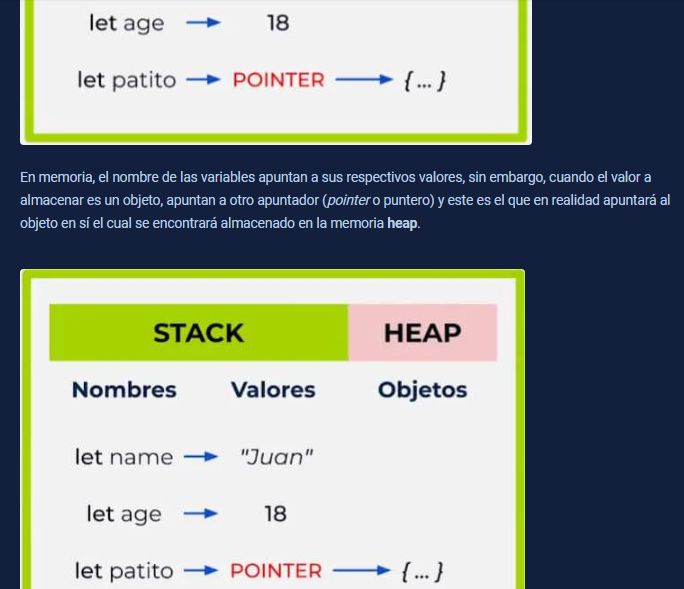 let age 18
let patito POINTER { ... }
En memoria, el nombre de las variables apuntan a sus respectivos valores, sin embargo, cuando el valor a
almacenar es un objeto, apuntan a otro apuntador (pointer o puntero) y este es el que en realidad apuntará al
objeto en sí el cual se encontrará almacenado en la memoria heap.
STACK HEAP
Nombres Valores Objetos
let name "Juan"
let age 18
let patito POINTER { ... }